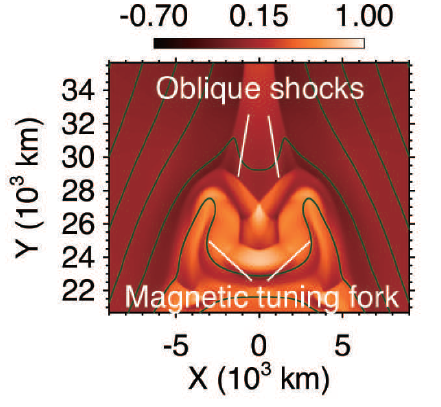 -0.70 0.15 1.00
Oblique shocks
34
32
30
28
26
24
22
Y (10³ km)
Magnetic tuning fork
-5 0 5
X (10³ km)